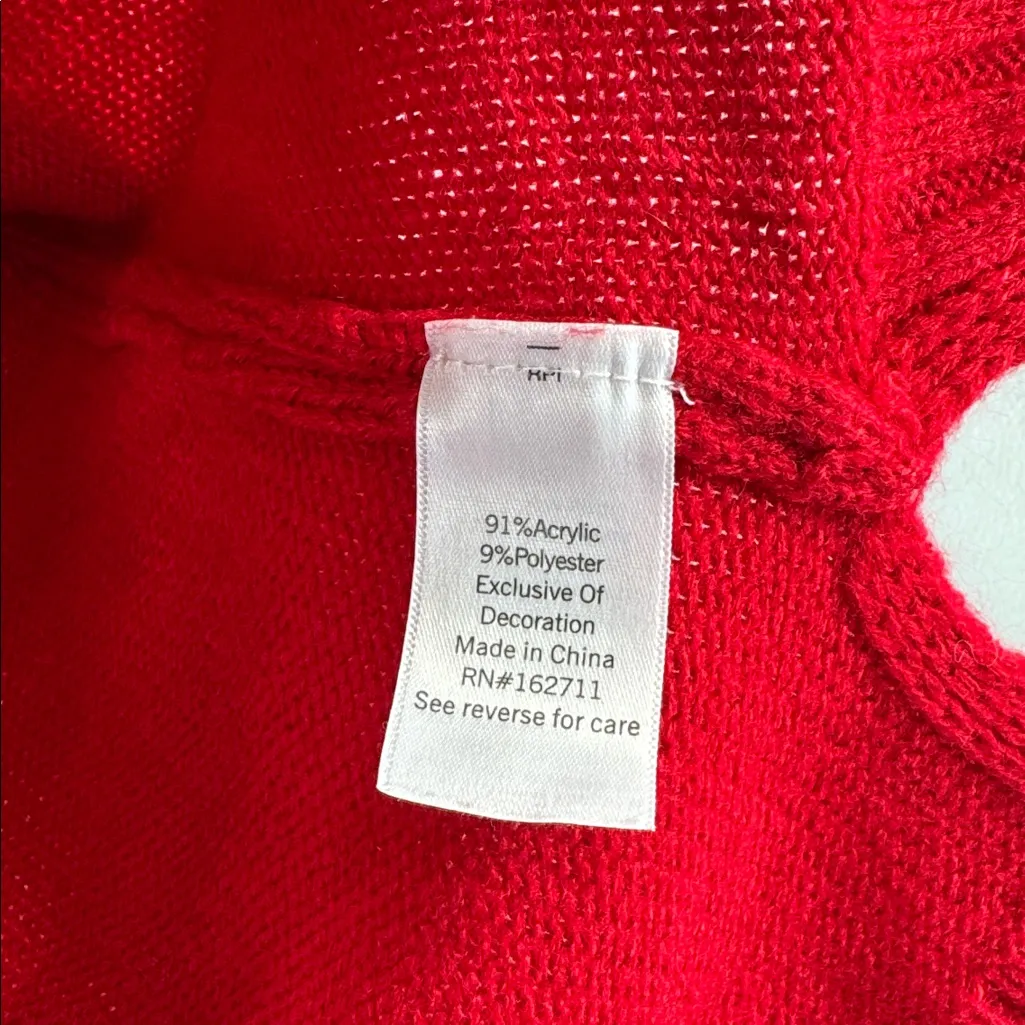 91%Acrylic
9%Polyester
Exclusive Of
Decoration
Made in China
RN#162711
See reverse for care